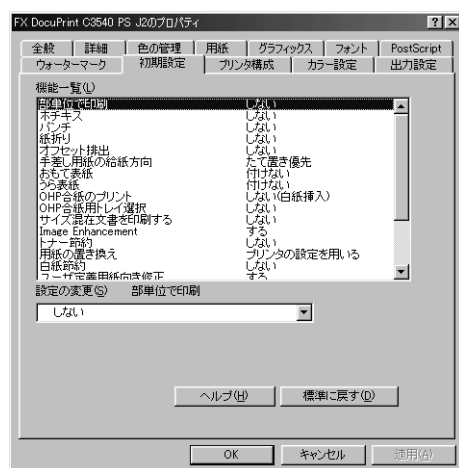 FX DocuPrint C3540 PS J2のプロパティ
全般 詳細 色の管理 用紙 グラフィックス フォント PostScript
ウォーターマーク 初期設定 プリンタ構成 カラー設定 出力設定
機能一覧(L)
部単位で印刷 しない
ホチキス しない
パンチ しない
紙折り しない
オフセット排出 しない
手差し用紙の給紙方向 たて置き優先
おもて表紙 付けない
うら表紙 付けない
OHP合紙のプリント しない(白紙挿入)
OHP合紙用トレイ選択 しない
サイズ混在文書を印刷する しない
Image Enhancement する
トナー節約 しない
用紙の置き換え プリンタの設定を用いる
白紙節約 しない
ユーザ定義用紙向き修正 する
設定の変更(S) 部単位で印刷
しない
ヘルプ(H) 標準に戻す(D)
OK キャンセル 適用(A)